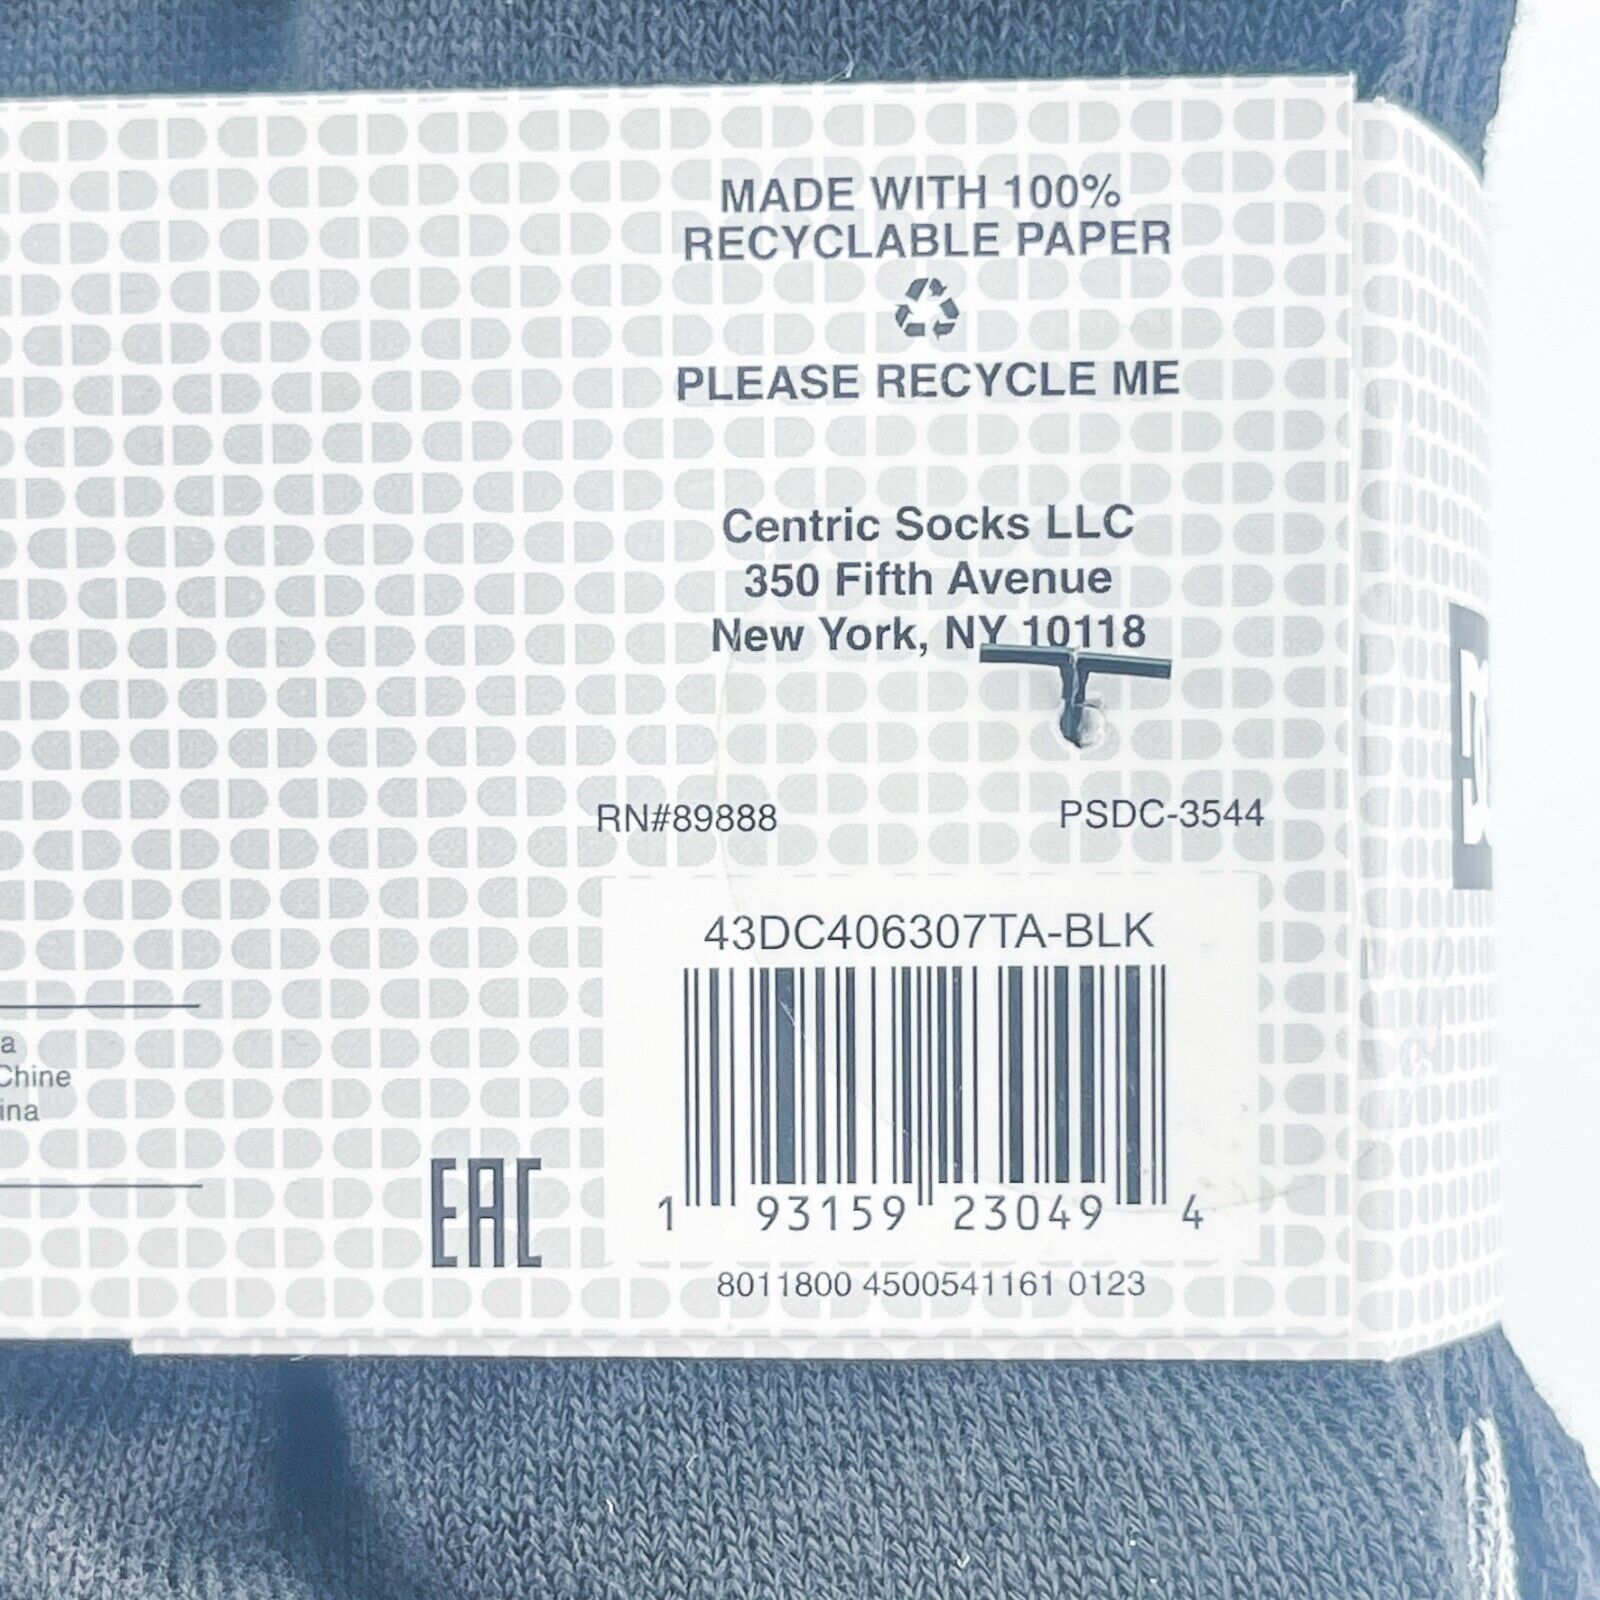 MADE WITH 100%
RECYCLABLE PAPER
PLEASE RECYCLE ME
Centric Socks LLC
350 Fifth Avenue
New York, NY 10118
RN#89888
PSDC-3544
43DC406307TA-BLK
1 93159 23049 4
8011800 4500541161 0123
Chine
EAC